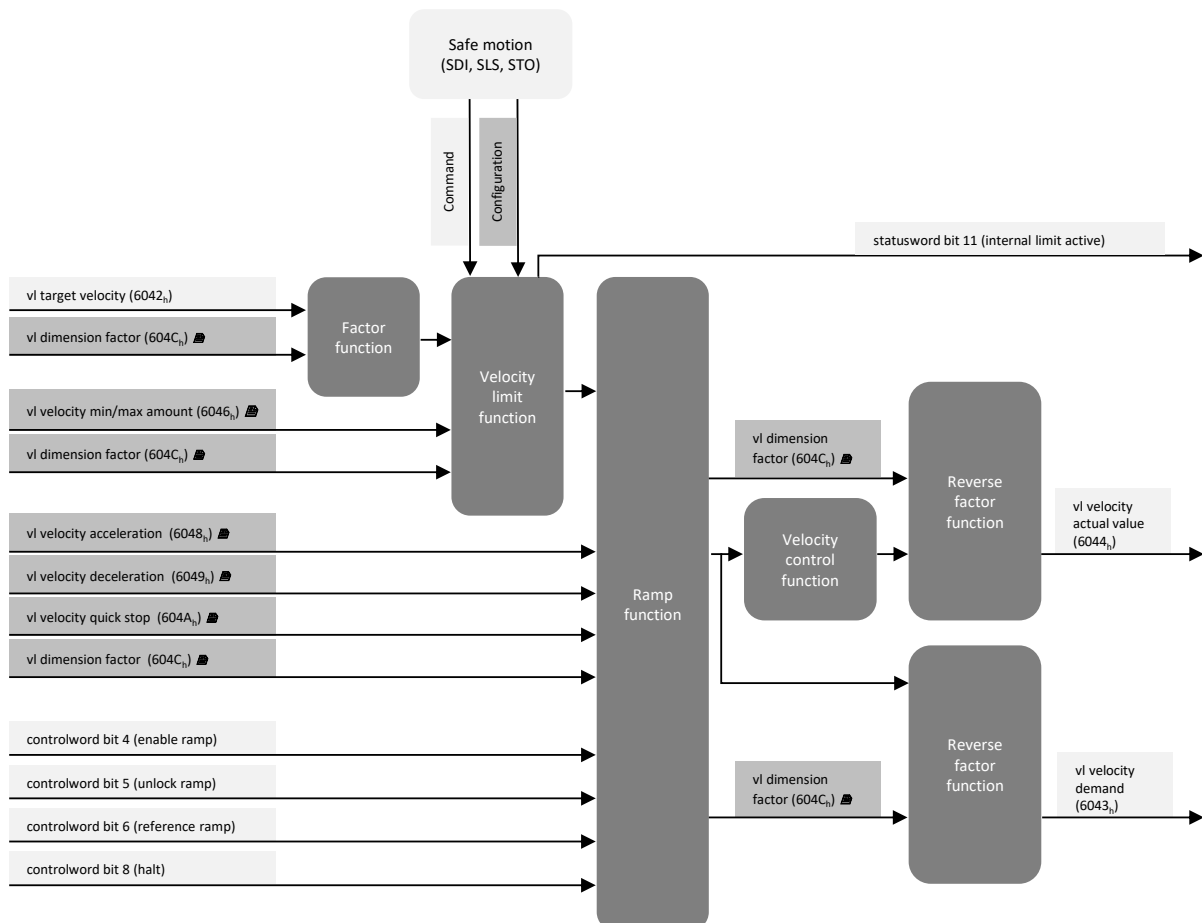 Safe motion
(SDI, SLS, STO)
Command
Configuration
statusword bit 11 (internal limit active)
vl target velocity (6042h)
vl dimension factor (604Ch)
Factor
function
vl velocity min/max amount (6046h)
vl dimension factor (604Ch)
Velocity
limit
function
vl velocity acceleration (6048h)
vl velocity deceleration (6049h)
vl velocity quick stop (604Ah)
vl dimension factor (604Ch)
controlword bit 4 (enable ramp)
controlword bit 5 (unlock ramp)
controlword bit 6 (reference ramp)
controlword bit 8 (halt)
Ramp
function
vl dimension
factor (604Ch)
Velocity
control
function
Reverse
factor
function
vl velocity
actual value
(6044h)
vl dimension
factor (604Ch)
Reverse
factor
function
vl velocity
demand
(6043h)